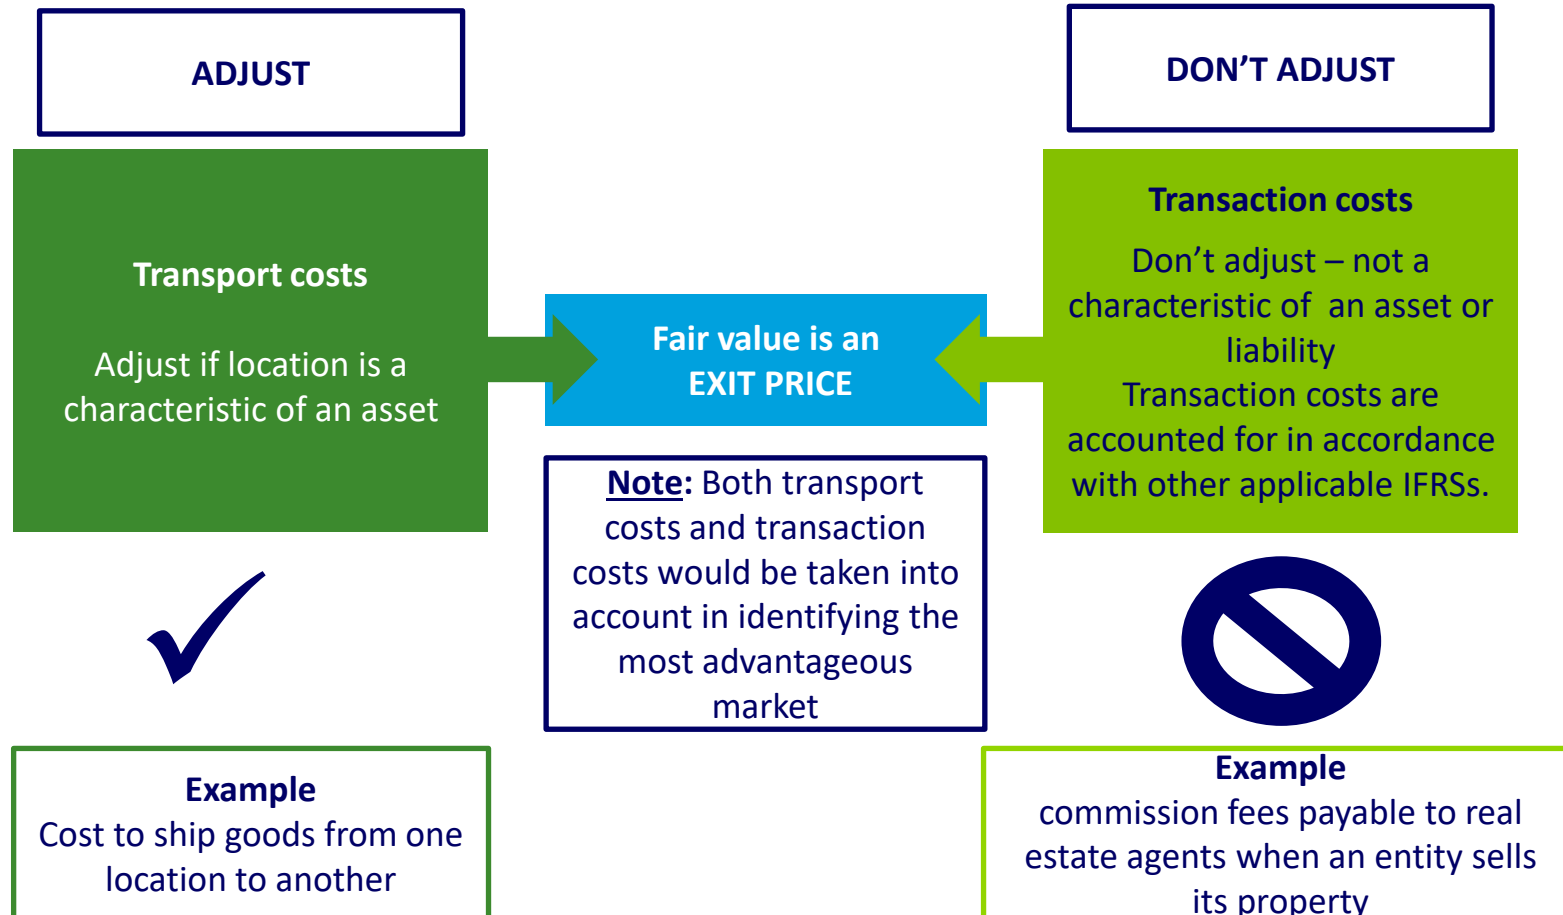 ADJUST
DON’T ADJUST
Transport costs
Adjust if location is a
characteristic of an asset
Fair value is an
EXIT PRICE
Transaction costs
Don’t adjust – not a
characteristic of an asset or
liability
Transaction costs are
accounted for in accordance
with other applicable IFRSs.
Note: Both transport
costs and transaction
costs would be taken into
account in identifying the
most advantageous
market
Example
Cost to ship goods from one
location to another
Example
commission fees payable to real
estate agents when an entity sells
its property